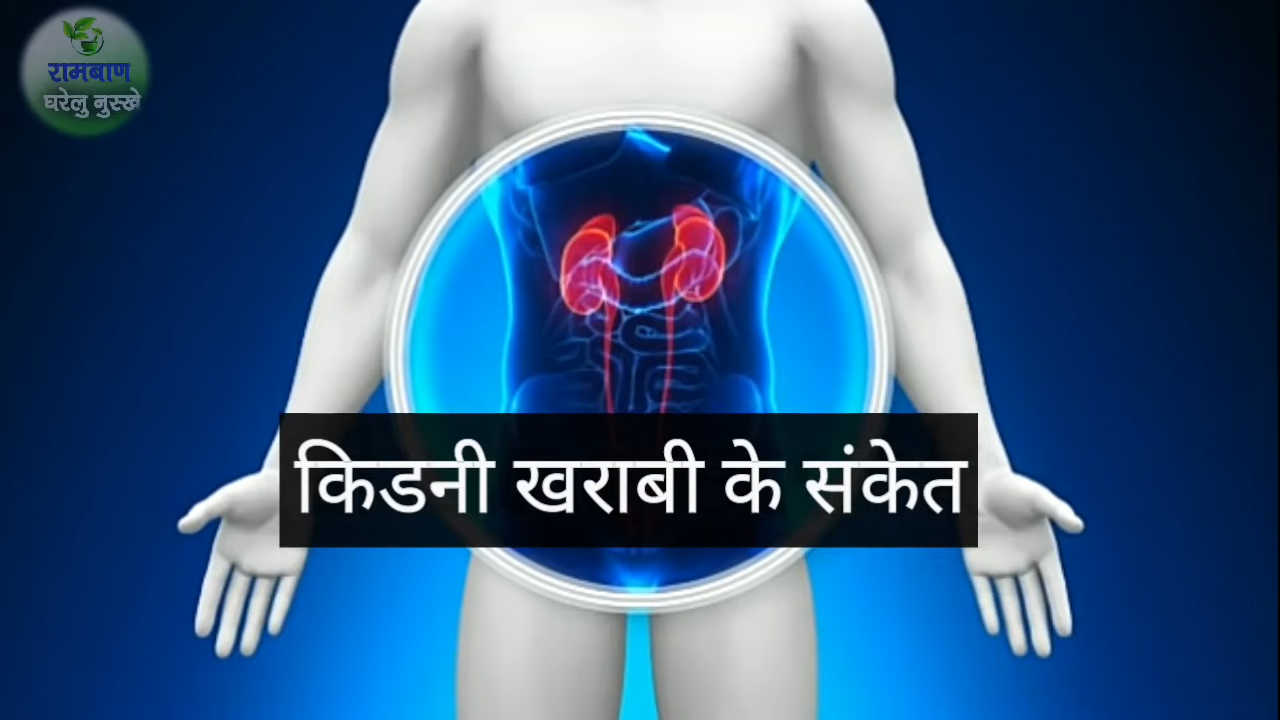 रामबाण
घरेलु नुस्खे
किडनी खराबी के संकेत